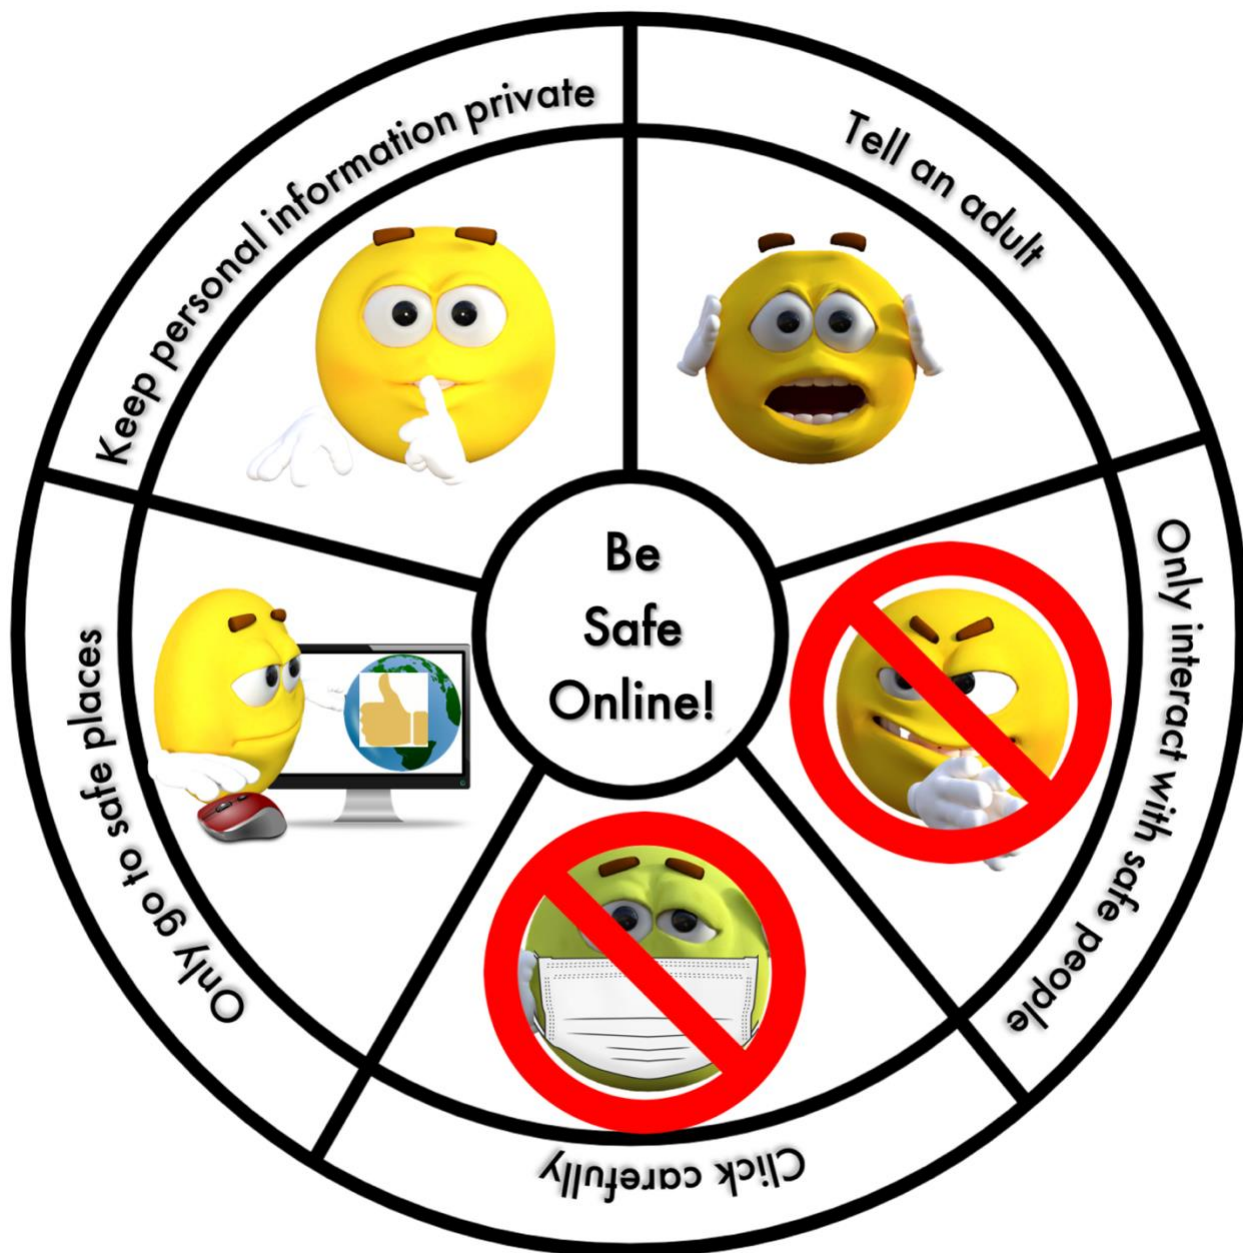 Keep personal information private
Tell an adult
Only interact with safe people
Click carefully
Only go to safe places
Be
Safe
Online!